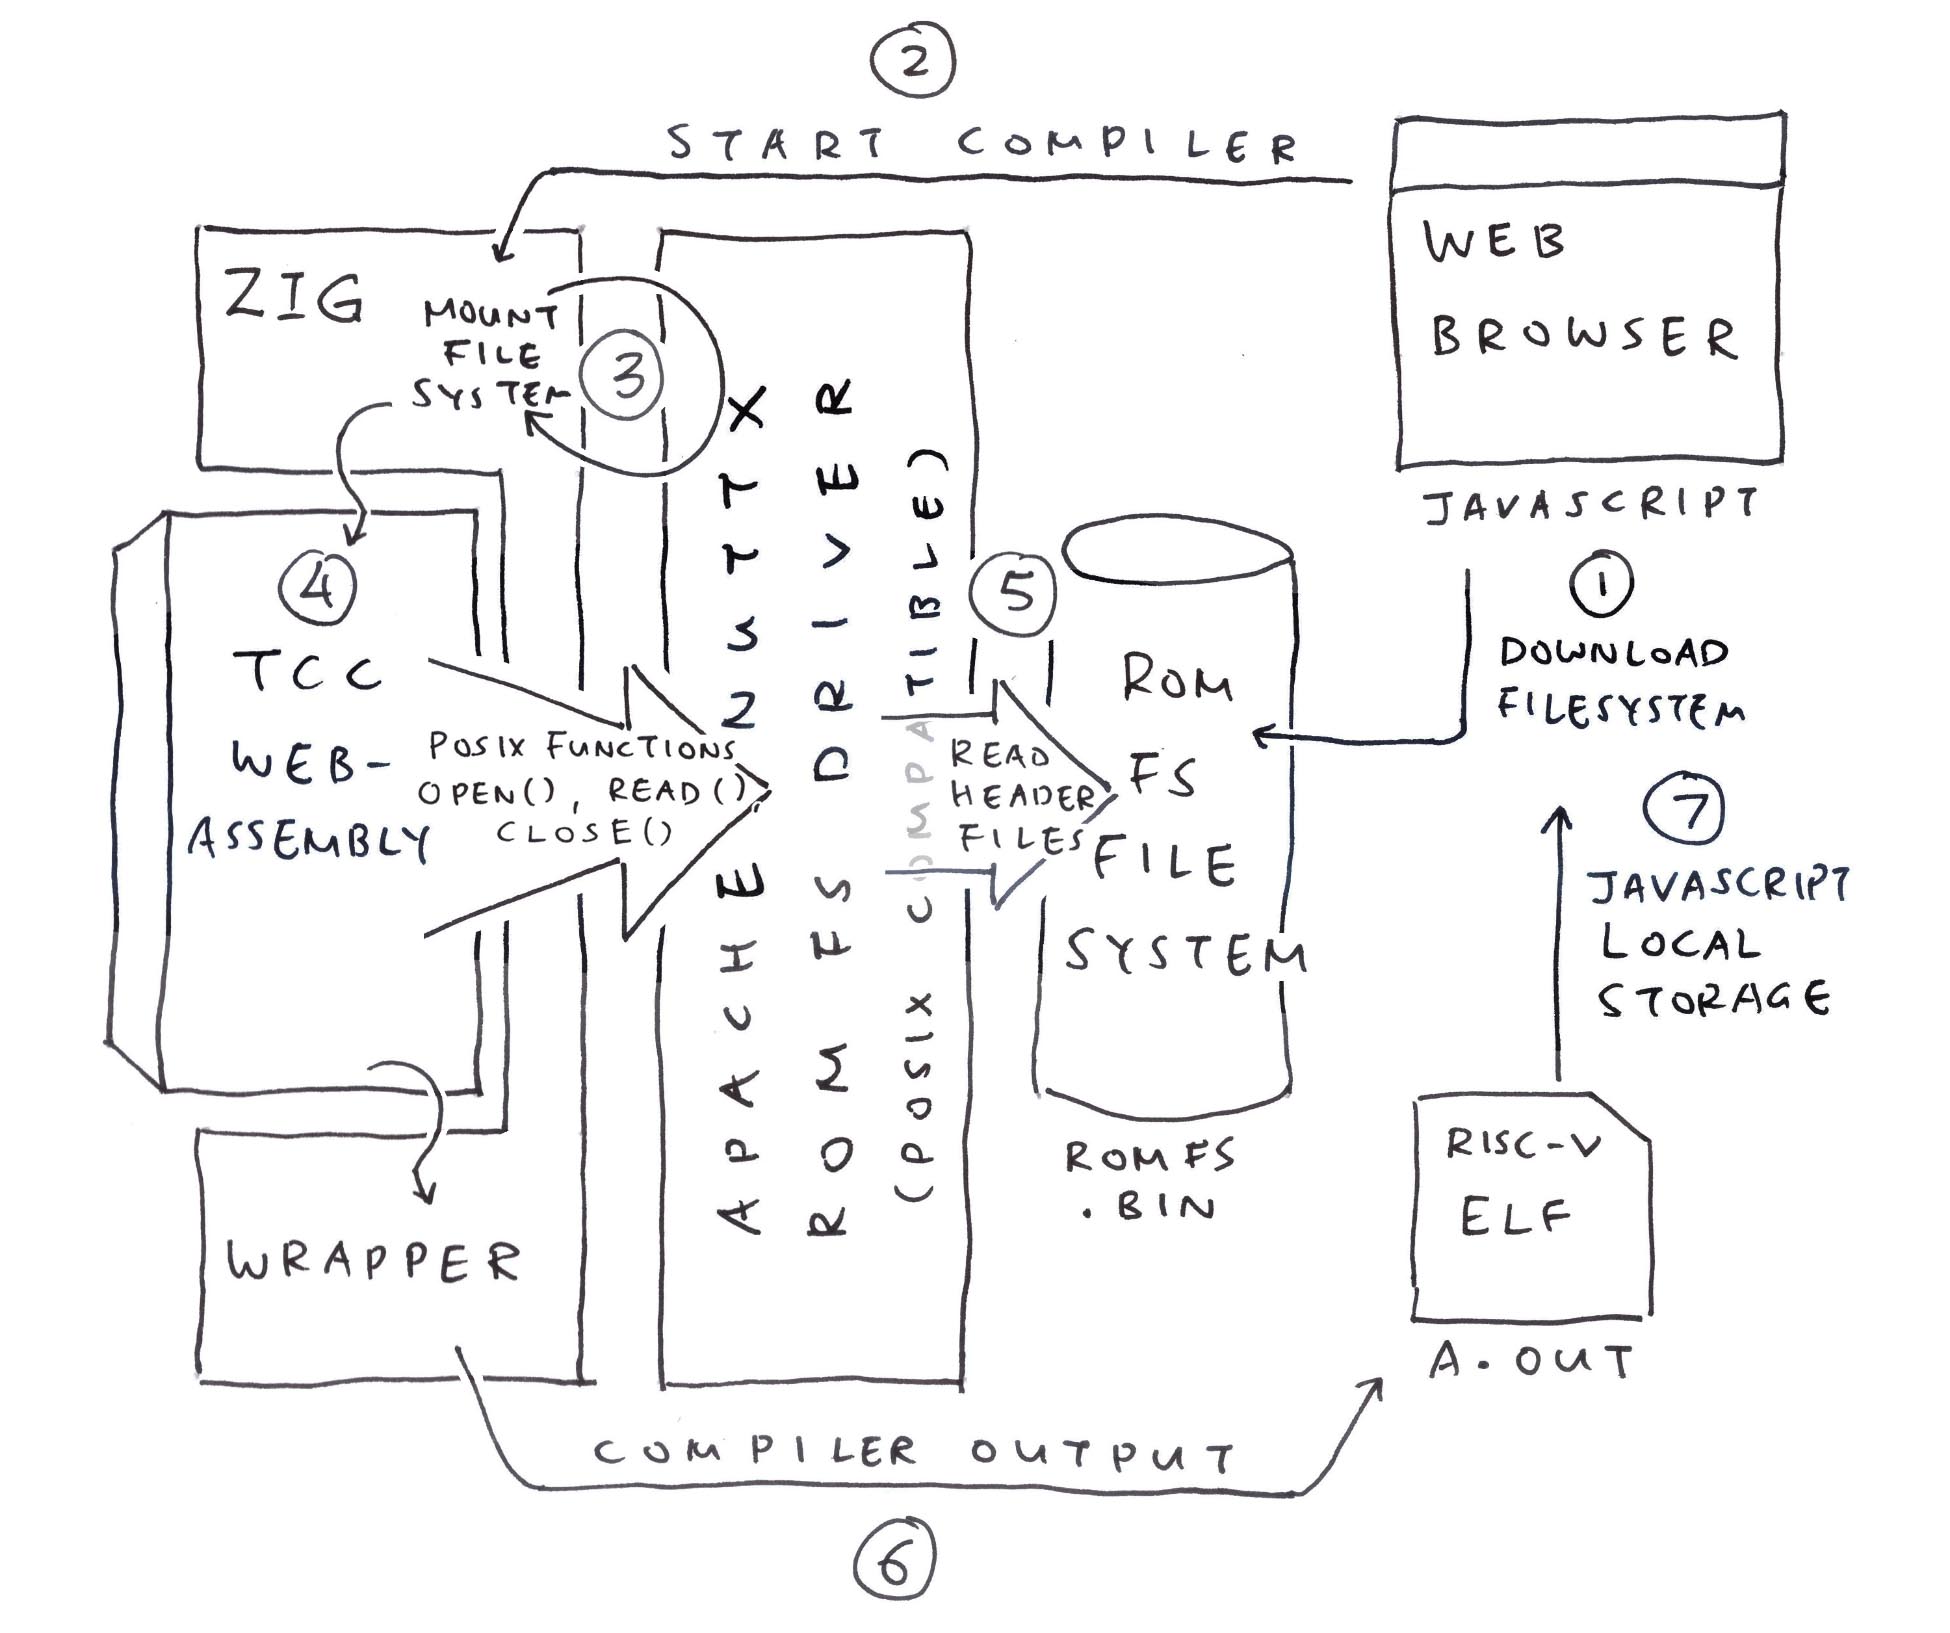 2
START COMPILER
WEB
BROWSER
JAVASCRIPT
1
DOWNLOAD
FILESYSTEM
ZIG
MOUNT
FILE
SYSTEM
3
4
TCC
WEB-
ASSEMBLY
POSIX FUNCTIONS
OPEN(), READ()
CLOSE()
WRAPPER
APACHE NUTTX
ROM FS DRIVER
(POSIX COMPATIBLE)
5
READ
HEADER
FILES
ROM
FS
FILE
SYSTEM
ROMFS
.BIN
7
JAVASCRIPT
LOCAL
STORAGE
RISC-V
ELF
A.OUT
COMPILER OUTPUT
6